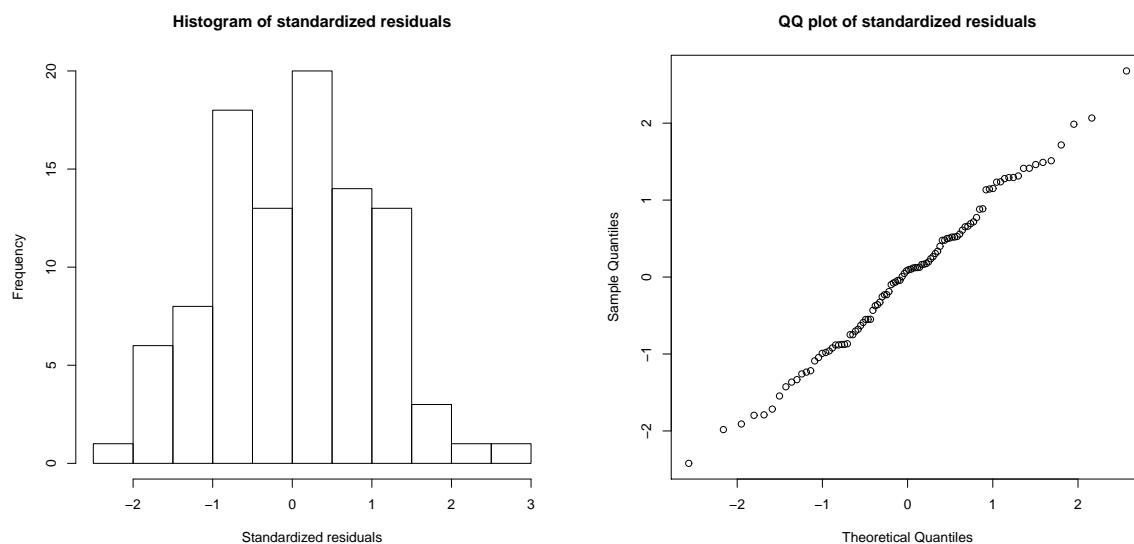 Histogram of standardized residuals
Frequency
20
15
10
5
0
−2 −1 0 1 2 3
Standardized residuals
QQ plot of standardized residuals
Sample Quantiles
2
1
0
−1
−2
−2 −1 0 1 2
Theoretical Quantiles